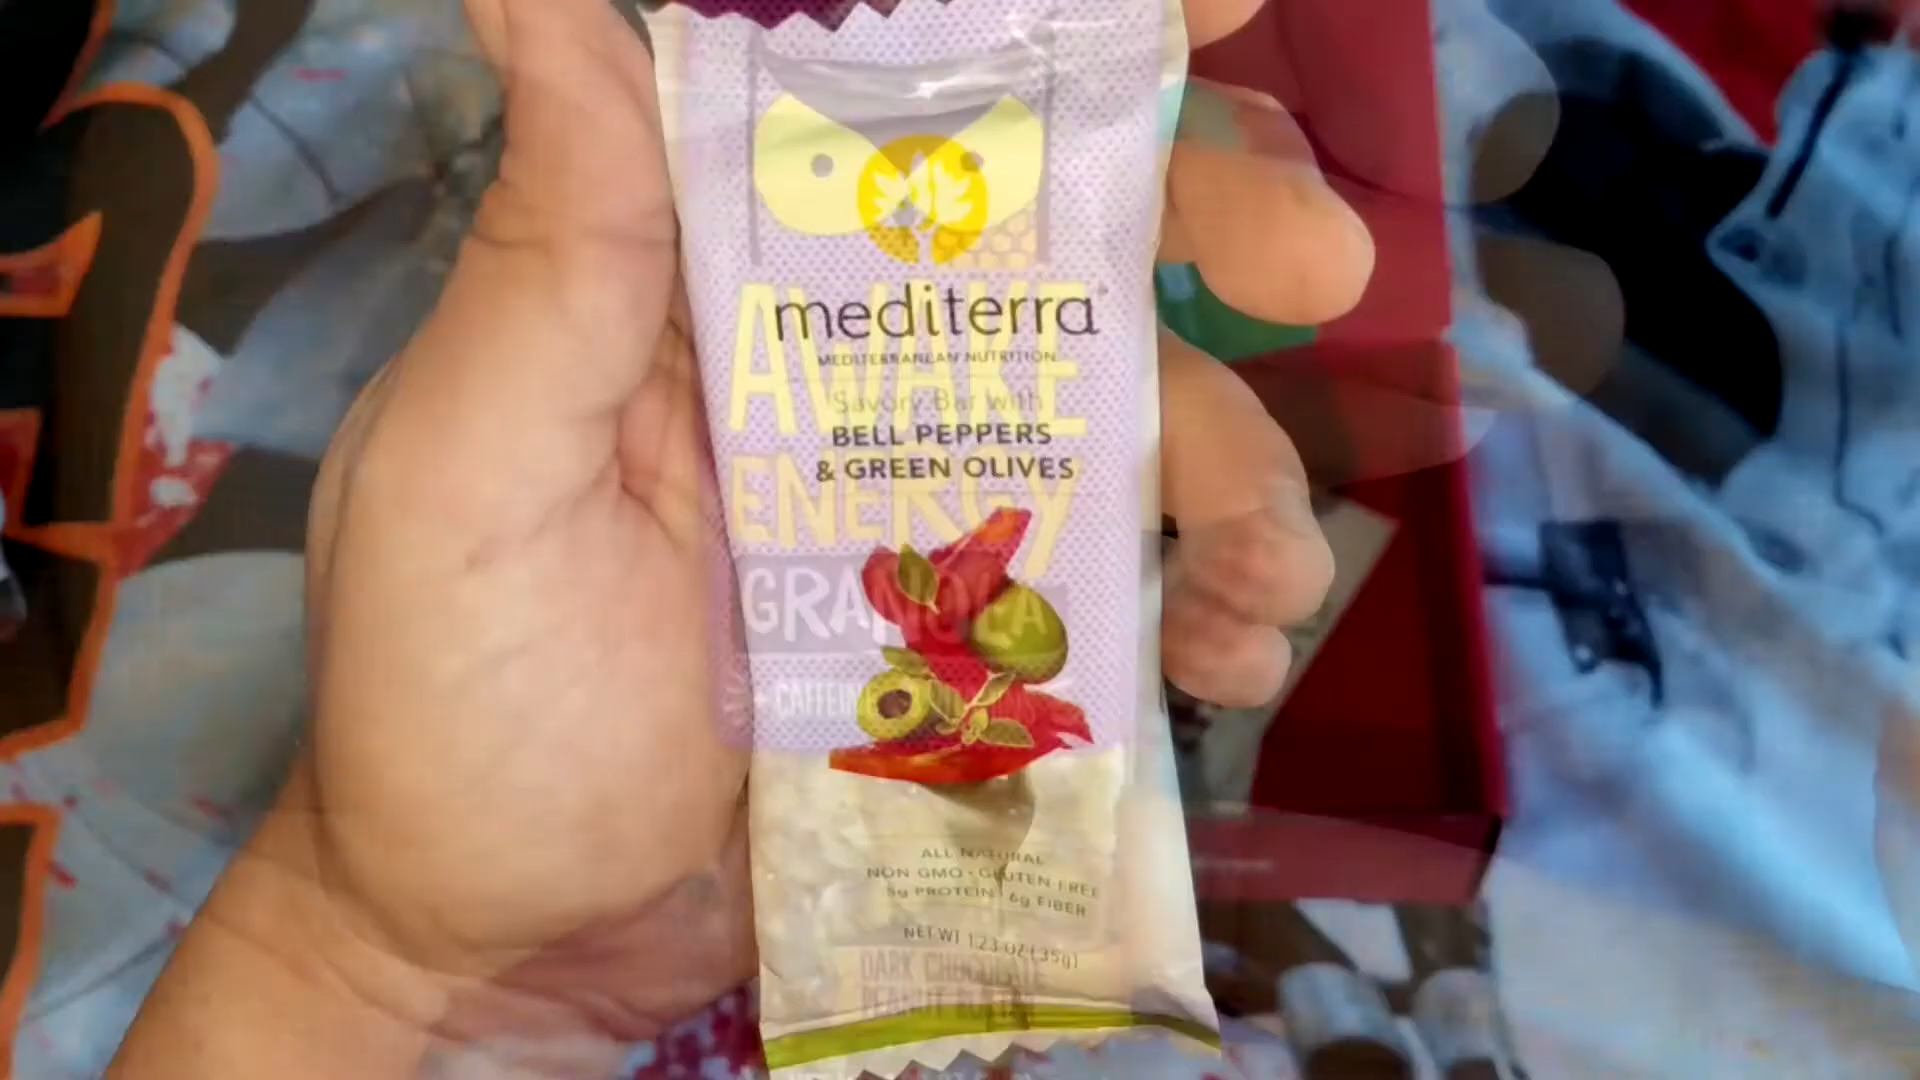 mediterra
MEDITERRANEAN NUTRITION
Savory Bar with
BELL PEPPERS
& GREEN OLIVES
AWAKE
ENERGY
GRANOLA
ALL NATURAL
NON GMO · GLUTEN FREE
5g PROTEIN 6g FIBER
NET WT 1.23 OZ (35g)
DARK CHOCOLATE
PEANUT BUTTER